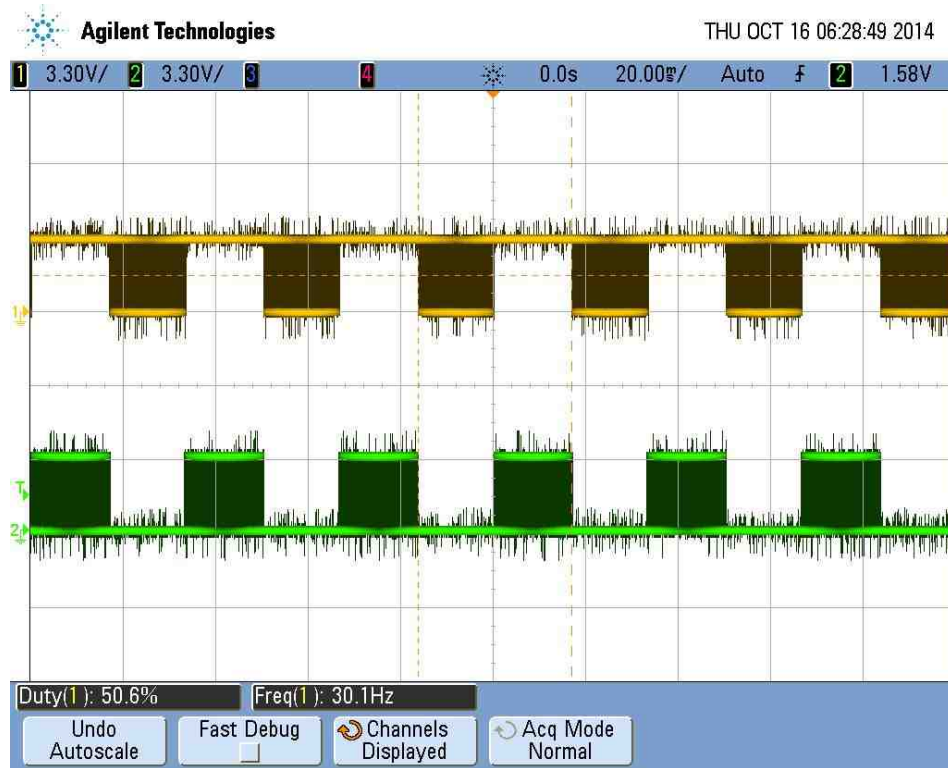 Agilent Technologies
THU OCT 16 06:28:49 2014
1 3.30V/ 2 3.30V/ 3 4 0.0s 20.00ms/ Auto 2 1.58V
1
T
2
Duty(1): 50.6% Freq(1): 30.1Hz
Undo Autoscale
Fast Debug
Channels Displayed
Acq Mode Normal